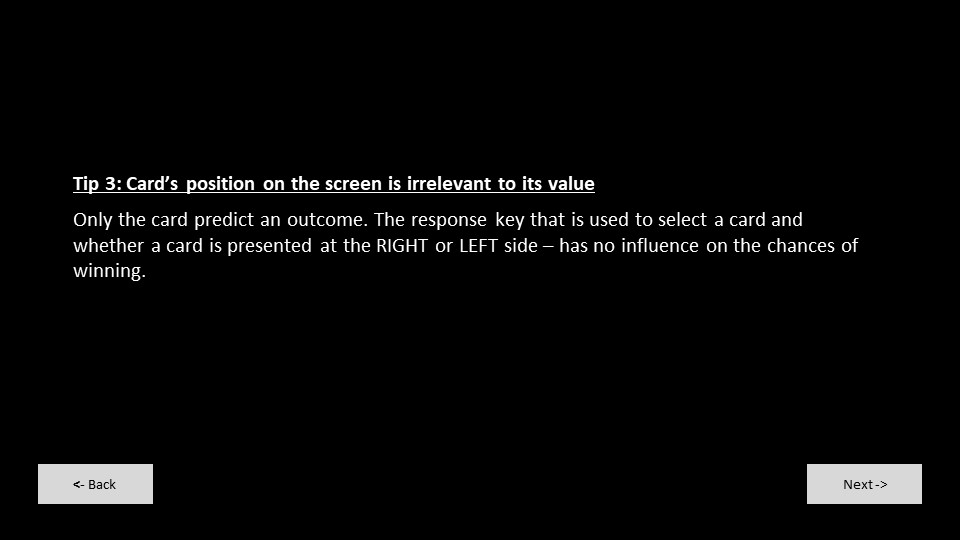 Tip 3: Card’s position on the screen is irrelevant to its value
Only the card predict an outcome. The response key that is used to select a card and
whether a card is presented at the RIGHT or LEFT side – has no influence on the chances of
winning.
<- Back
Next ->